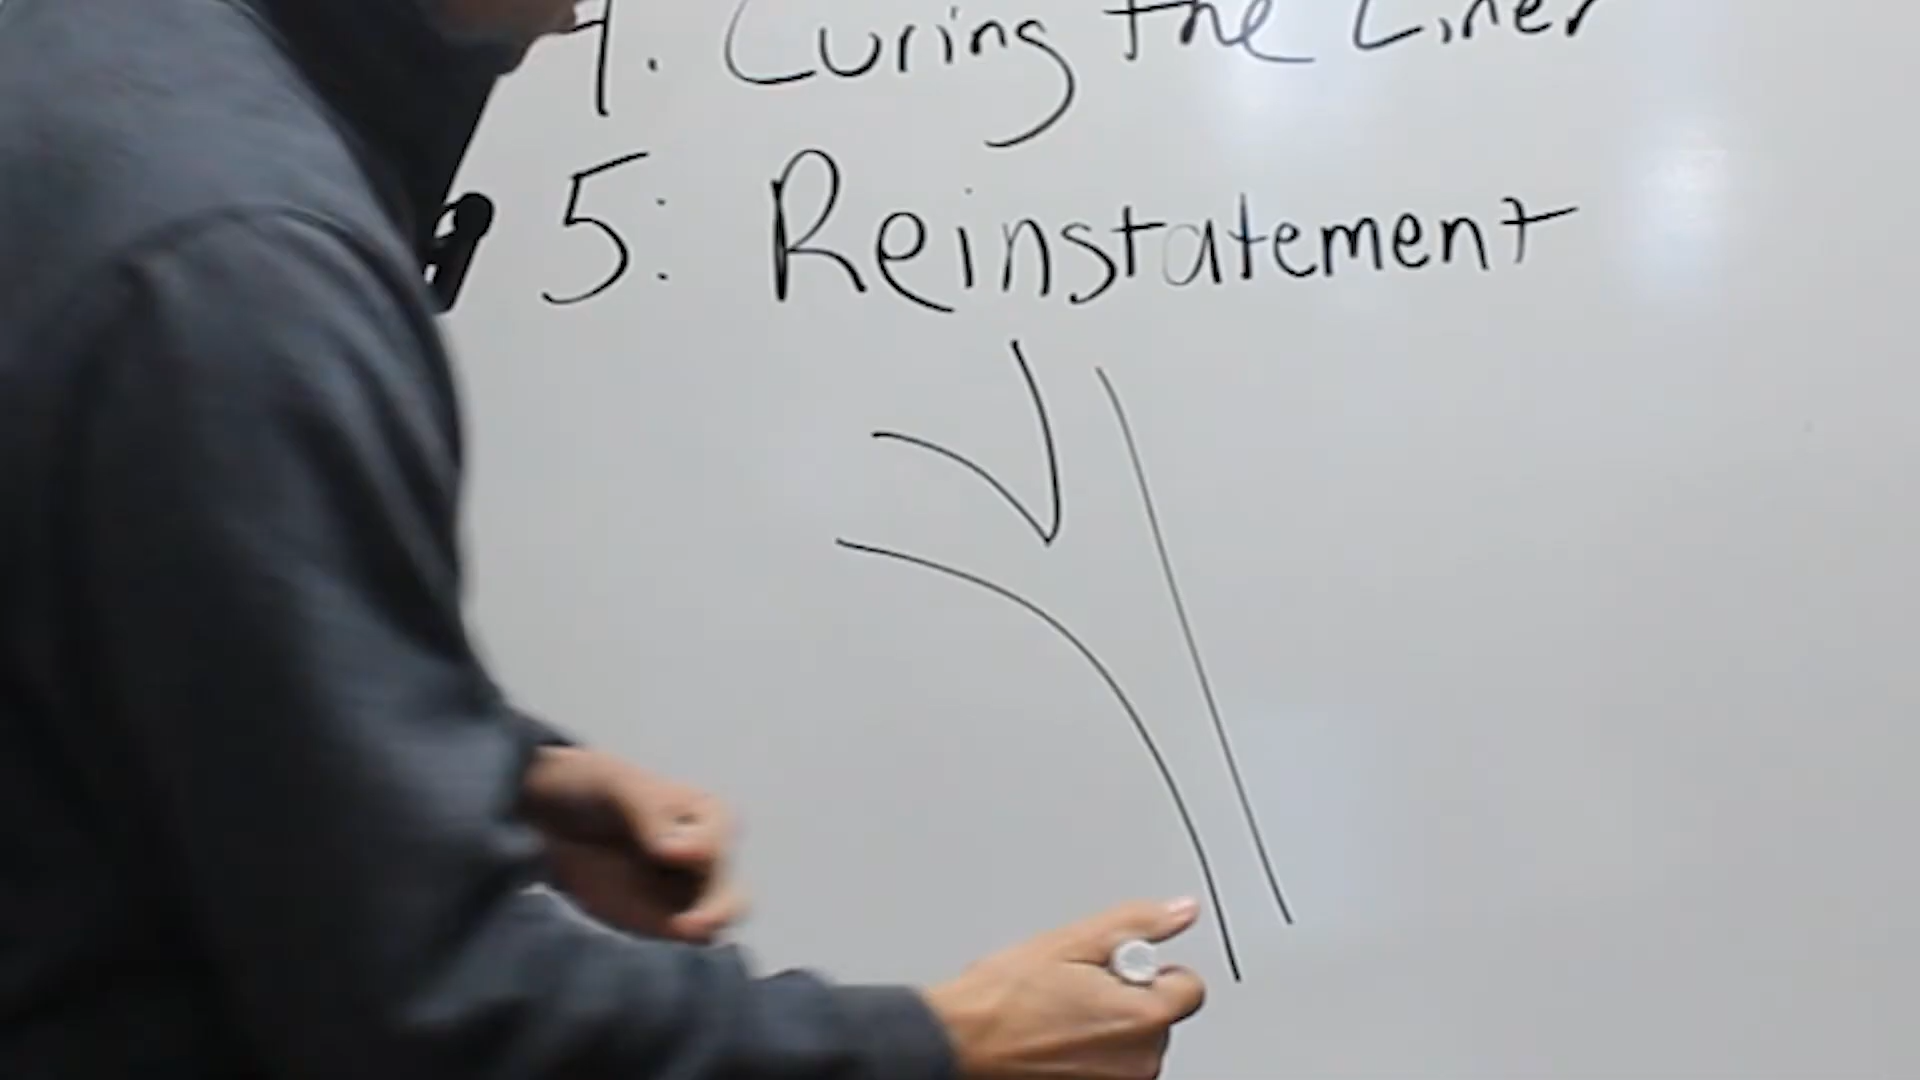 4. Curing the Liner
5: Reinstatement